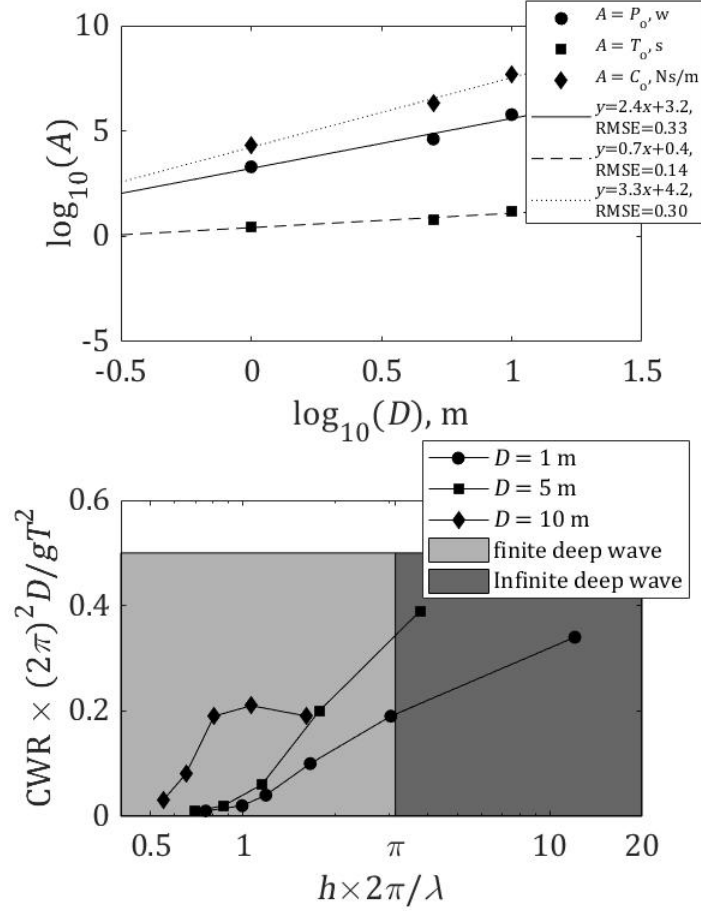 10
5
0
-5
-0.5
0
0.5
1
1.5
log₁₀(A)
log₁₀(D), m
A = Pₒ, w
A = Tₒ, s
A = Cₒ, Ns/m
y=2.4x+3.2,
RMSE=0.33
y=0.7x+0.4,
RMSE=0.14
y=3.3x+4.2,
RMSE=0.30
D = 1 m
D = 5 m
D = 10 m
finite deep wave
Infinite deep wave
0.6
0.4
0.2
0
0.5
1
π
10
20
CWR × (2π)²D/gT²
h×2π/λ